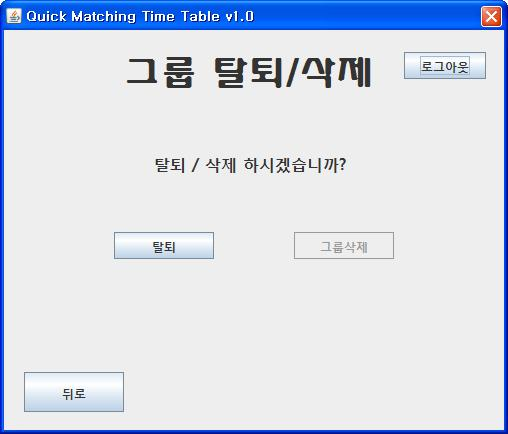 Quick Matching Time Table v1.0
그룹 탈퇴/삭제
로그아웃
탈퇴 / 삭제 하시겠습니까?
탈퇴
그룹삭제
뒤로